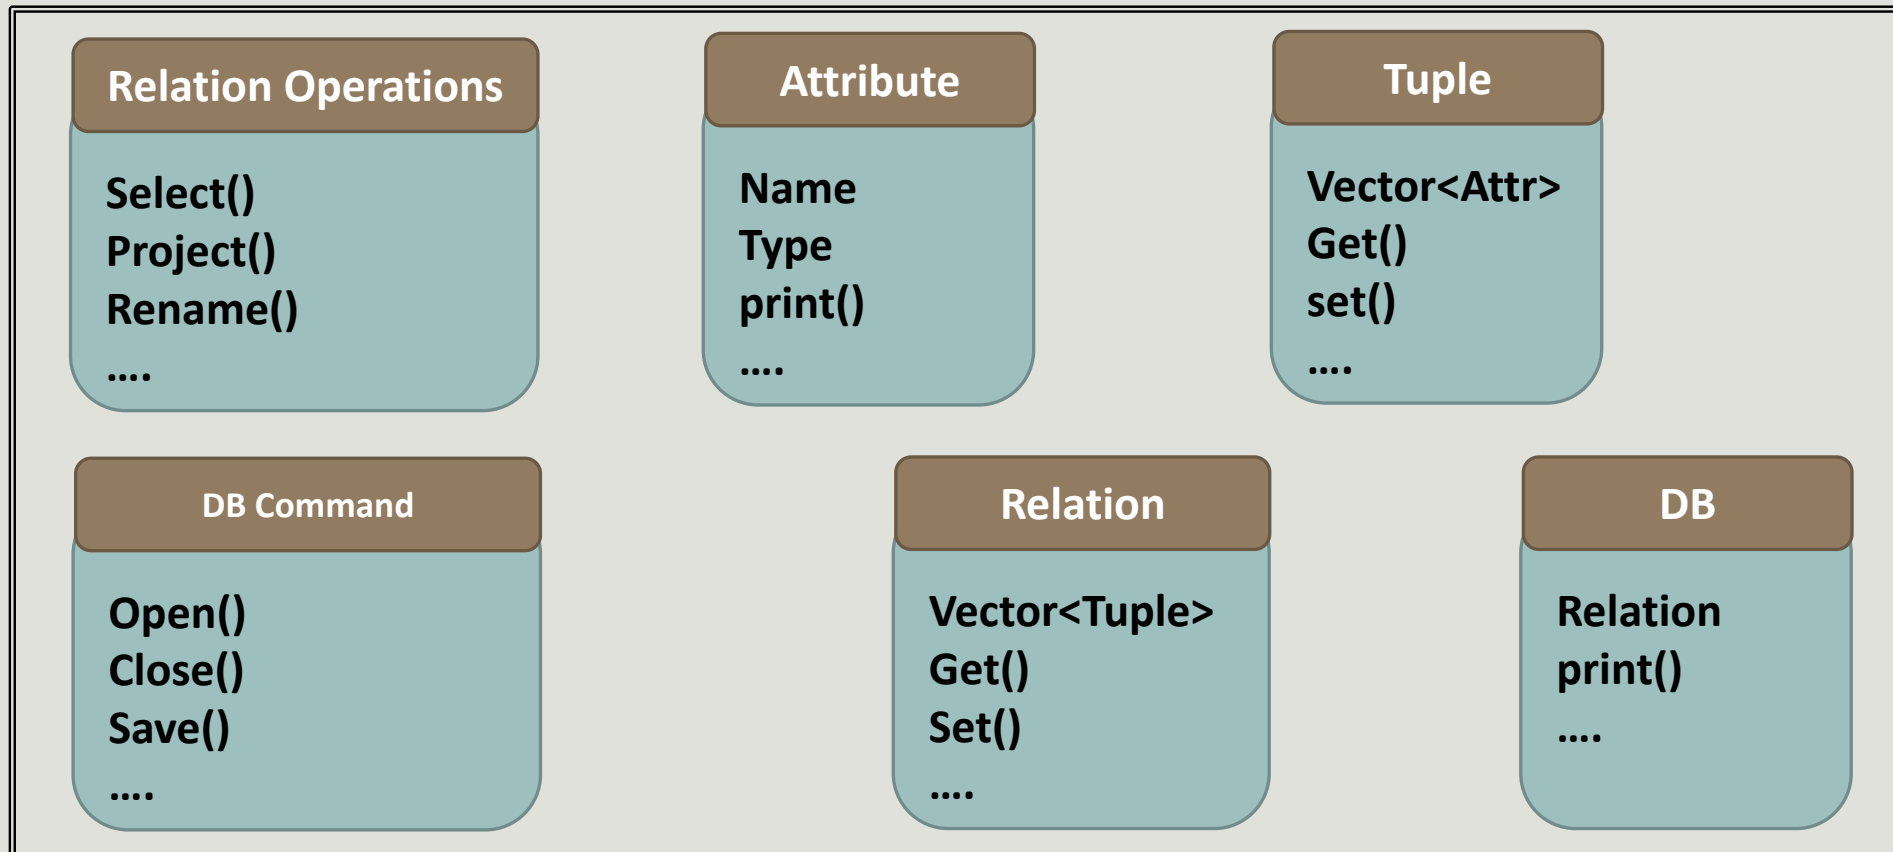 Relation Operations
Select()
Project()
Rename()
....
Attribute
Name
Type
print()
....
Tuple
Vector<Attr>
Get()
set()
....
DB Command
Open()
Close()
Save()
....
Relation
Vector<Tuple>
Get()
Set()
....
DB
Relation
print()
....